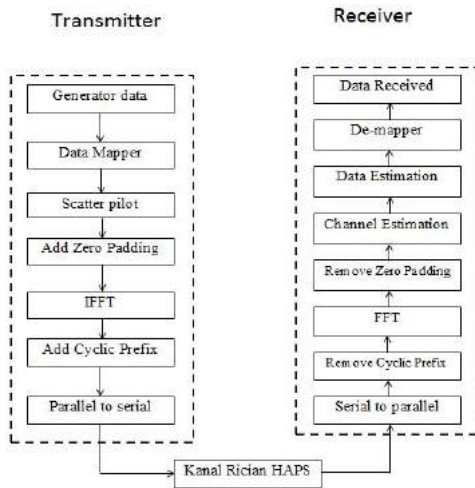 Transmitter
Generator data
Data Mapper
Scatter pilot
Add Zero Padding
IFFT
Add Cyclic Prefix
Parallel to serial
Kanal Rician HAPS
Receiver
Data Received
De-mapper
Data Estimation
Channel Estimation
Remove Zero Padding
FFT
Remove Cyclic Prefix
Serial to parallel